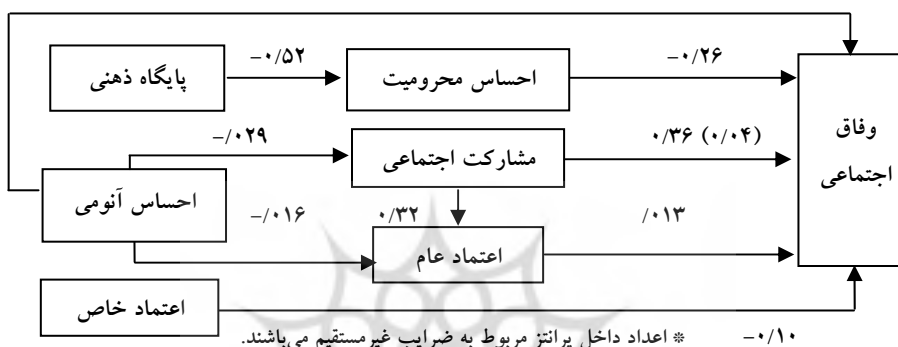 -۰/۵۲
-۰/۲۶
پایگاه ذهنی
احساس محرومیت
وفاق
اجتماعی
-/۰۲۹
۰/۳۶ (۰/۰۴)
مشارکت اجتماعی
احساس آنومی
-/۰۱۶
۰/۳۲
/۰۱۳
اعتماد عام
اعتماد خاص
* اعداد داخل پرانتز مربوط به ضرایب غیرمستقیم می‌باشند.
-۰/۱۰